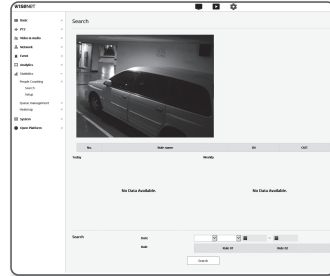 WISENET
Search
Basic
PTZ
Video & Audio
Network
Event
Analytics
Statistics
People Counting
Search
Setup
Queue management
Heatmap
System
Open Platform
No. Rule name IN OUT
Today Weekly
No Data Available. No Data Available.
Search Date
Rule Rule 01 Rule 02
Search